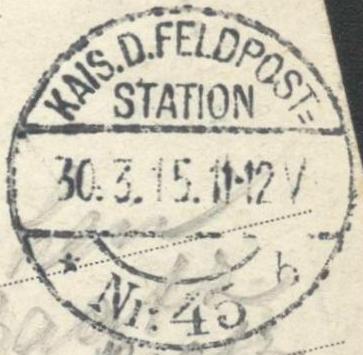 KAIS. D. FELDPOST=
STATION
30.3.15.11-12 V
* b
Nr. 45